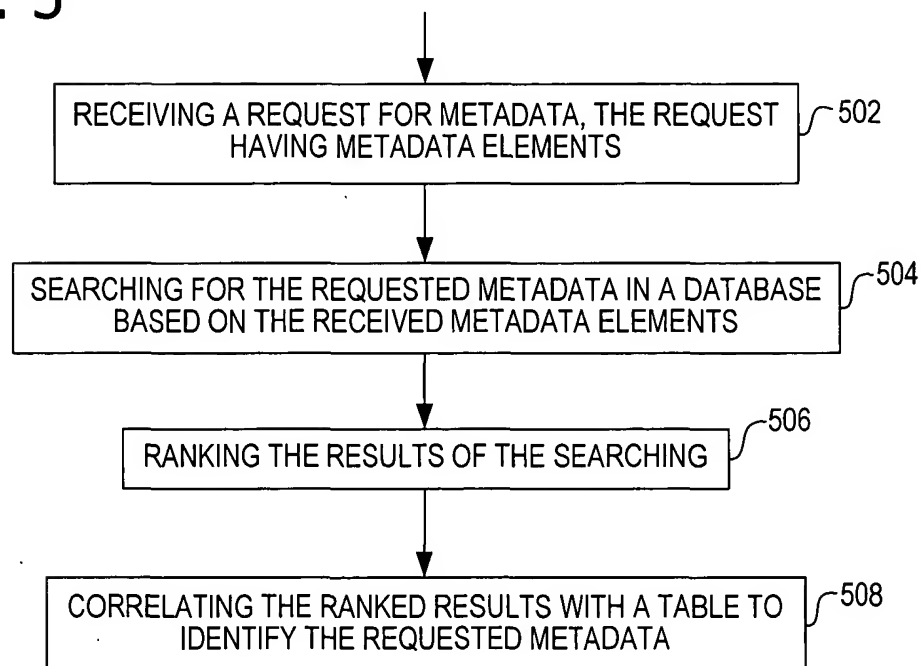 . 5
RECEIVING A REQUEST FOR METADATA, THE REQUEST
HAVING METADATA ELEMENTS
502
SEARCHING FOR THE REQUESTED METADATA IN A DATABASE
BASED ON THE RECEIVED METADATA ELEMENTS
504
RANKING THE RESULTS OF THE SEARCHING
506
CORRELATING THE RANKED RESULTS WITH A TABLE TO
IDENTIFY THE REQUESTED METADATA
508